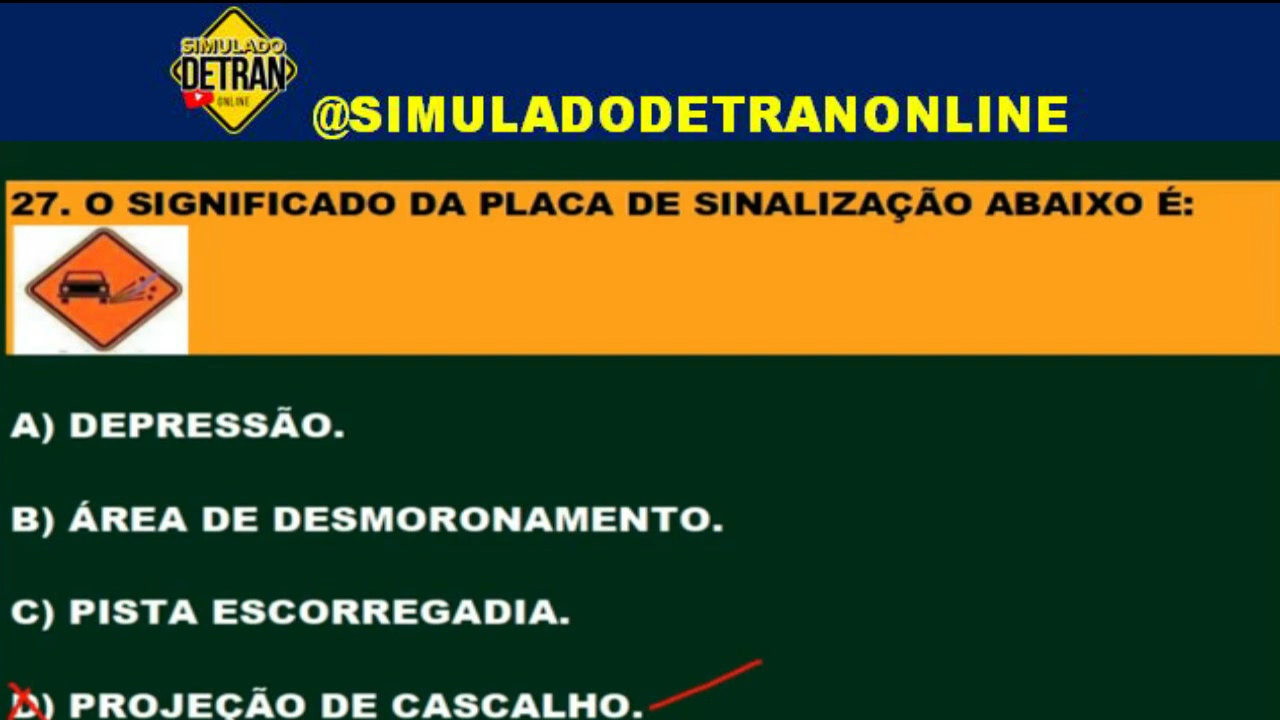 SIMULADO
DETRAN
ONLINE
@SIMULADODETRANONLINE
27. O SIGNIFICADO DA PLACA DE SINALIZAÇÃO ABAIXO É:
A) DEPRESSÃO.
B) ÁREA DE DESMORONAMENTO.
C) PISTA ESCORREGADIA.
D) PROJEÇÃO DE CASCALHO.